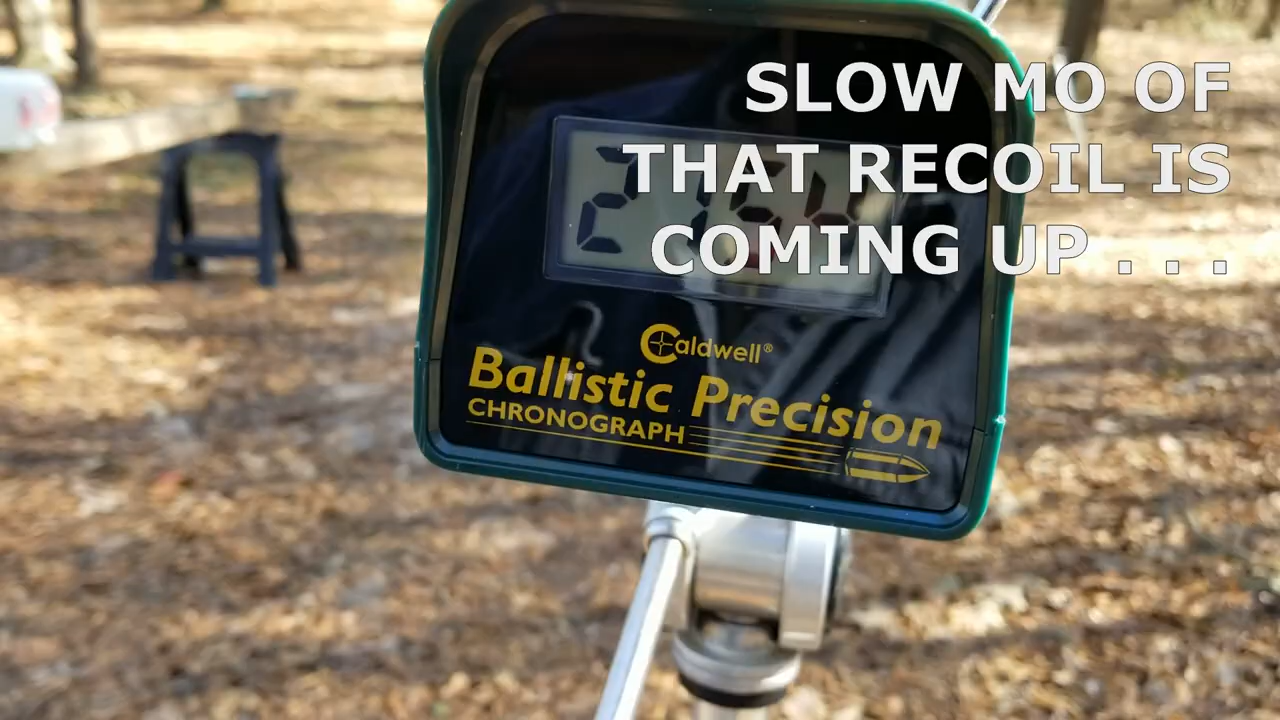 SLOW MO OF
THAT RECOIL IS
COMING UP . . .
Caldwell®
Ballistic Precision
CHRONOGRAPH